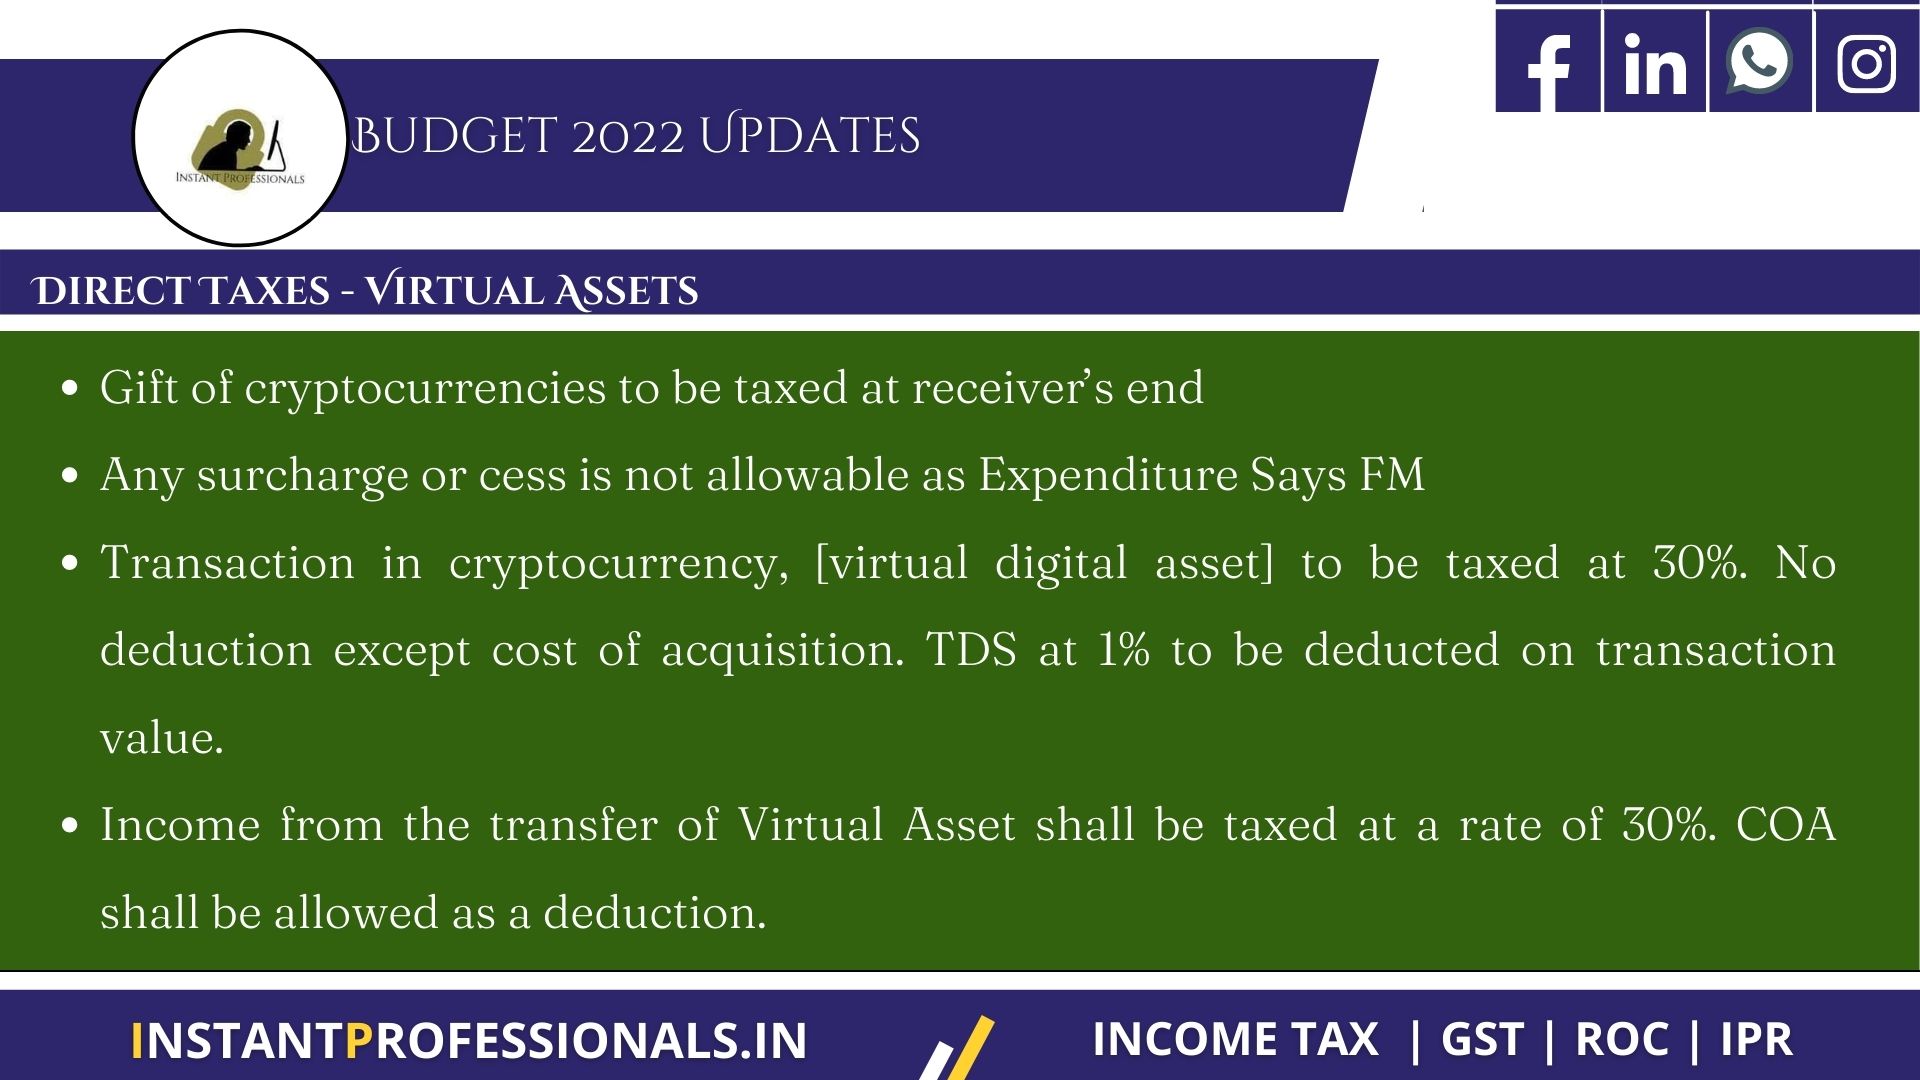 Budget 2022 Updates
Instant Professionals
Direct Taxes - Virtual Assets
• Gift of cryptocurrencies to be taxed at receiver’s end
• Any surcharge or cess is not allowable as Expenditure Says FM
• Transaction in cryptocurrency, [virtual digital asset] to be taxed at 30%. No
deduction except cost of acquisition. TDS at 1% to be deducted on transaction
value.
• Income from the transfer of Virtual Asset shall be taxed at a rate of 30%. COA
shall be allowed as a deduction.
INSTANTPROFESSIONALS.IN
INCOME TAX | GST | ROC | IPR